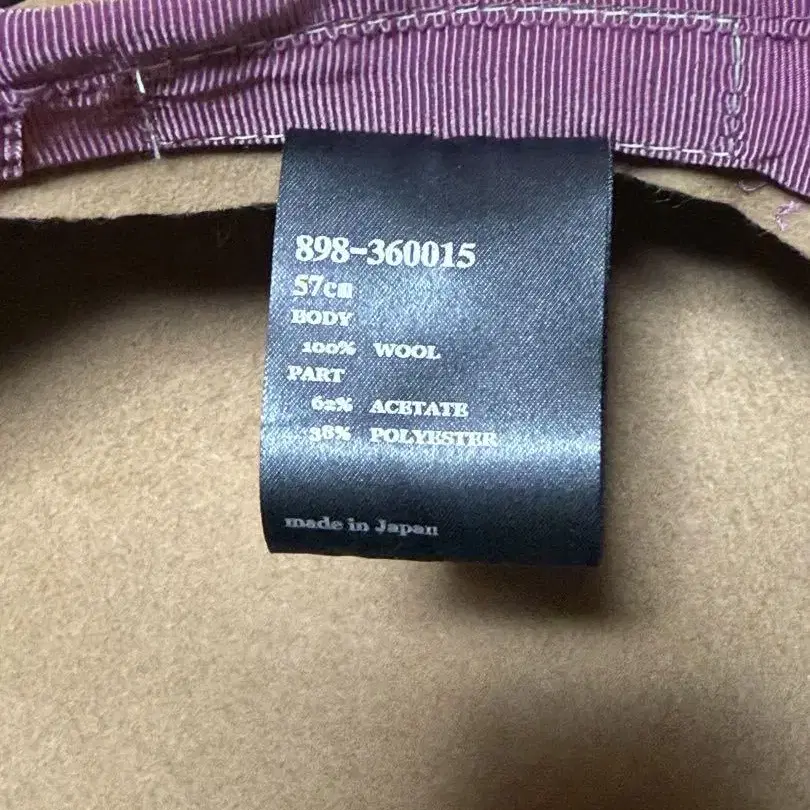 898-360015
57cm
BODY
100% WOOL
PART
62% ACETATE
38% POLYESTER
made in Japan